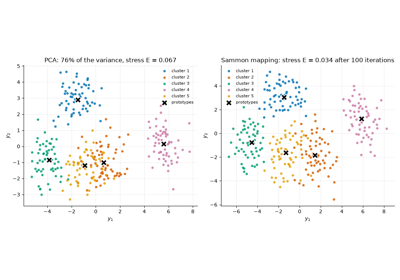 PCA: 76% of the variance, stress E = 0.067
cluster 1
cluster 2
cluster 3
cluster 4
cluster 5
prototypes
5
4
3
2
1
0
−1
−2
−3
y₂
−4
−2
0
2
4
6
8
y₁
Sammon mapping: stress E = 0.034 after 100 iterations
cluster 1
cluster 2
cluster 3
cluster 4
cluster 5
prototypes
4
2
0
−2
−4
−6
y₂
−6
−4
−2
0
2
4
6
8
y₁